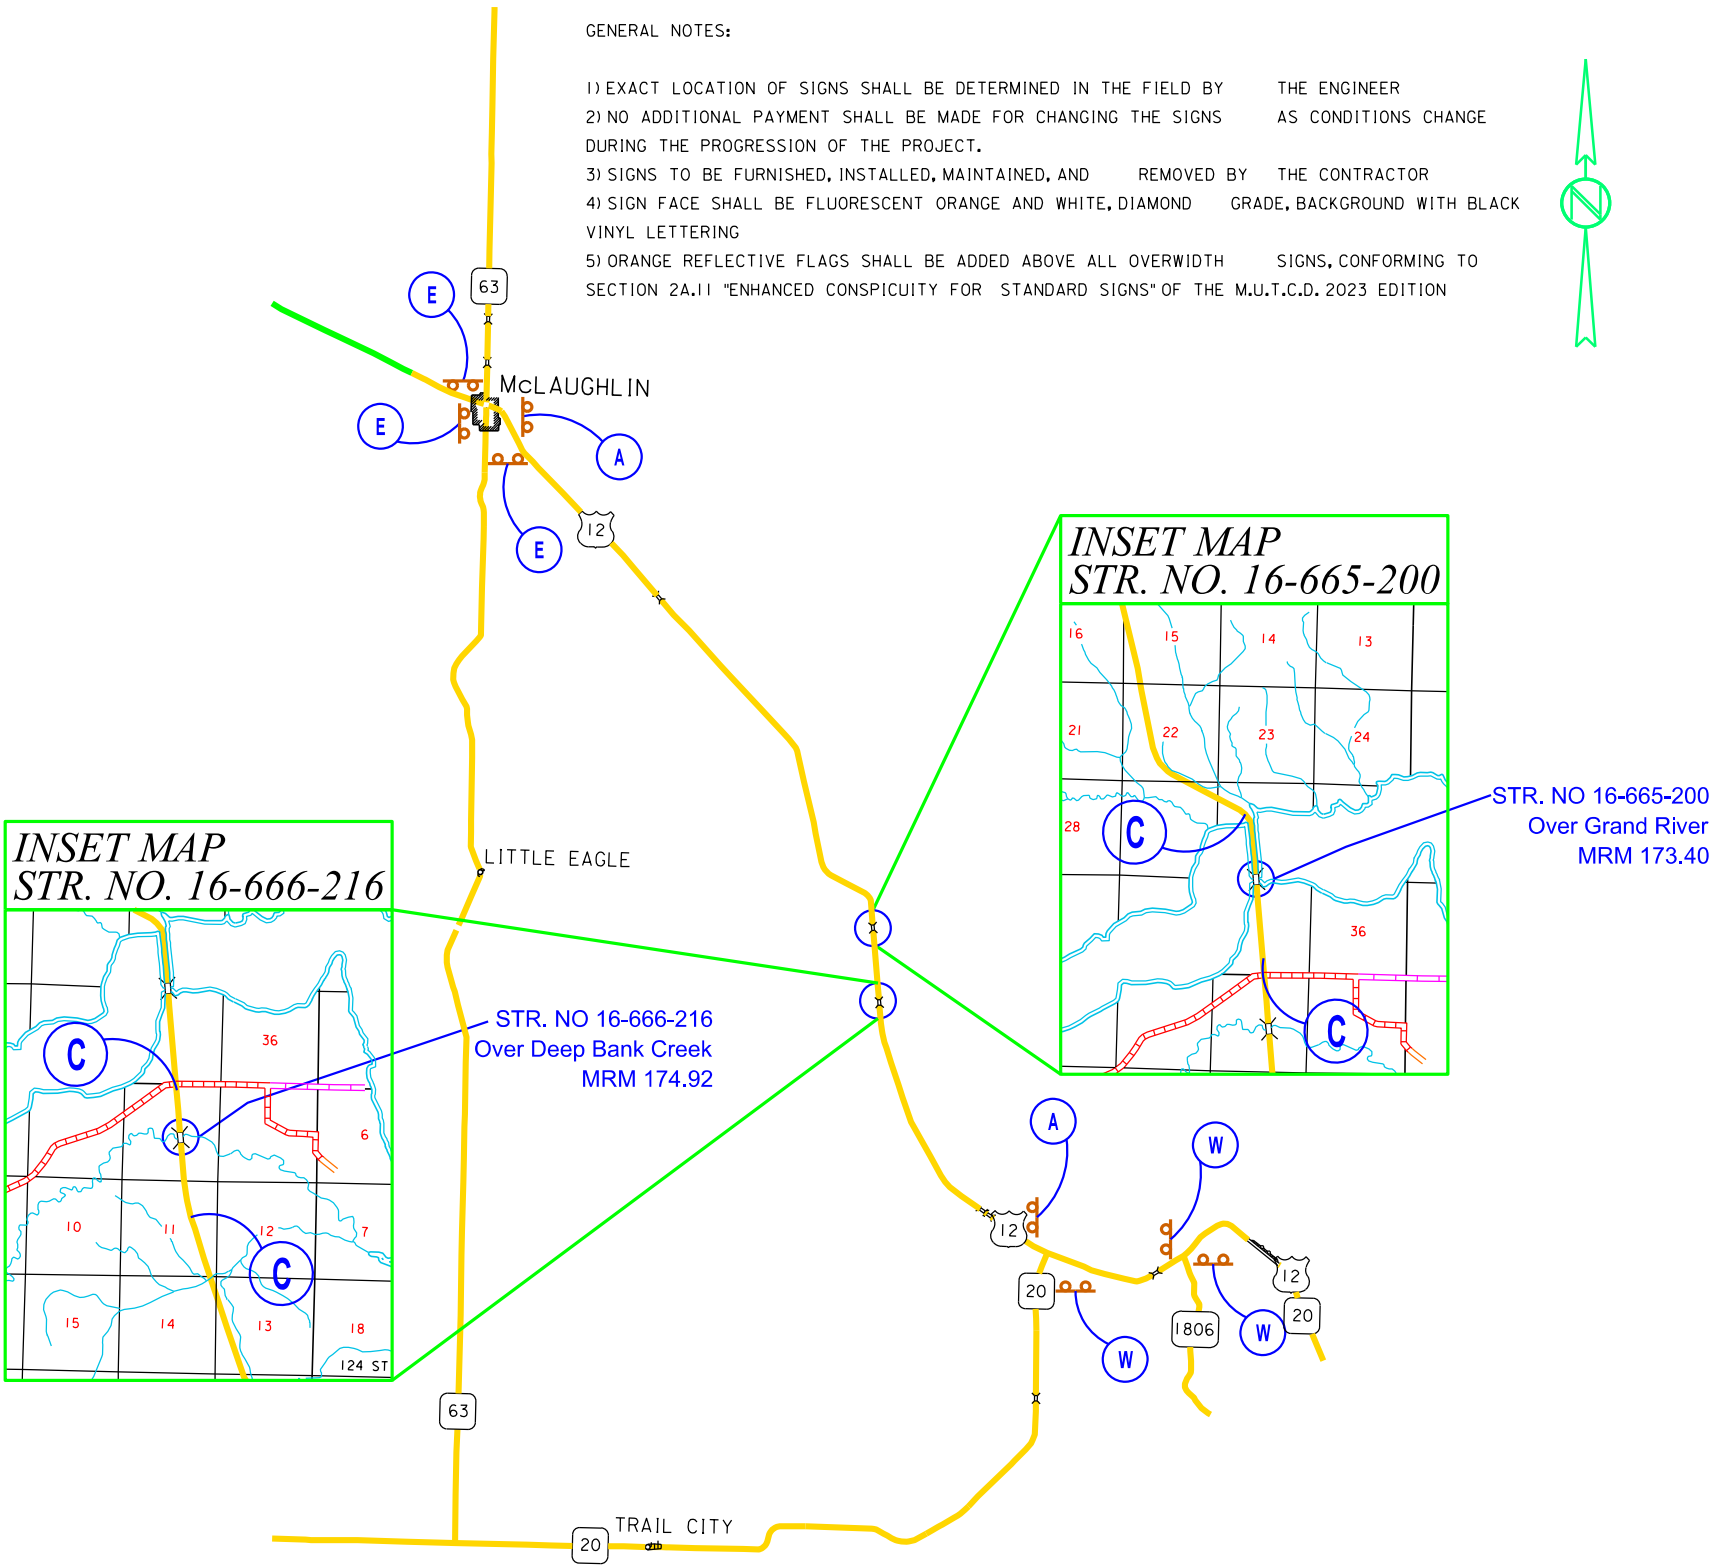 GENERAL NOTES:
1) EXACT LOCATION OF SIGNS SHALL BE DETERMINED IN THE FIELD BY THE ENGINEER
2) NO ADDITIONAL PAYMENT SHALL BE MADE FOR CHANGING THE SIGNS AS CONDITIONS CHANGE
DURING THE PROGRESSION OF THE PROJECT.
3) SIGNS TO BE FURNISHED, INSTALLED, MAINTAINED, AND REMOVED BY THE CONTRACTOR
4) SIGN FACE SHALL BE FLUORESCENT ORANGE AND WHITE, DIAMOND GRADE, BACKGROUND WITH BLACK
VINYL LETTERING
5) ORANGE REFLECTIVE FLAGS SHALL BE ADDED ABOVE ALL OVERWIDTH SIGNS, CONFORMING TO
SECTION 2A.11 "ENHANCED CONSPICUITY FOR STANDARD SIGNS" OF THE M.U.T.C.D. 2023 EDITION
N
63
E
McLAUGHLIN
E
A
E
12
INSET MAP
STR. NO. 16-665-200
16
15
14
13
21
22
23
24
28
C
36
C
STR. NO 16-665-200
Over Grand River
MRM 173.40
LITTLE EAGLE
INSET MAP
STR. NO. 16-666-216
36
C
6
10
11
12
7
C
15
14
13
18
124 ST
STR. NO 16-666-216
Over Deep Bank Creek
MRM 174.92
A
W
12
12
20
20
1806
W
W
63
TRAIL CITY
20